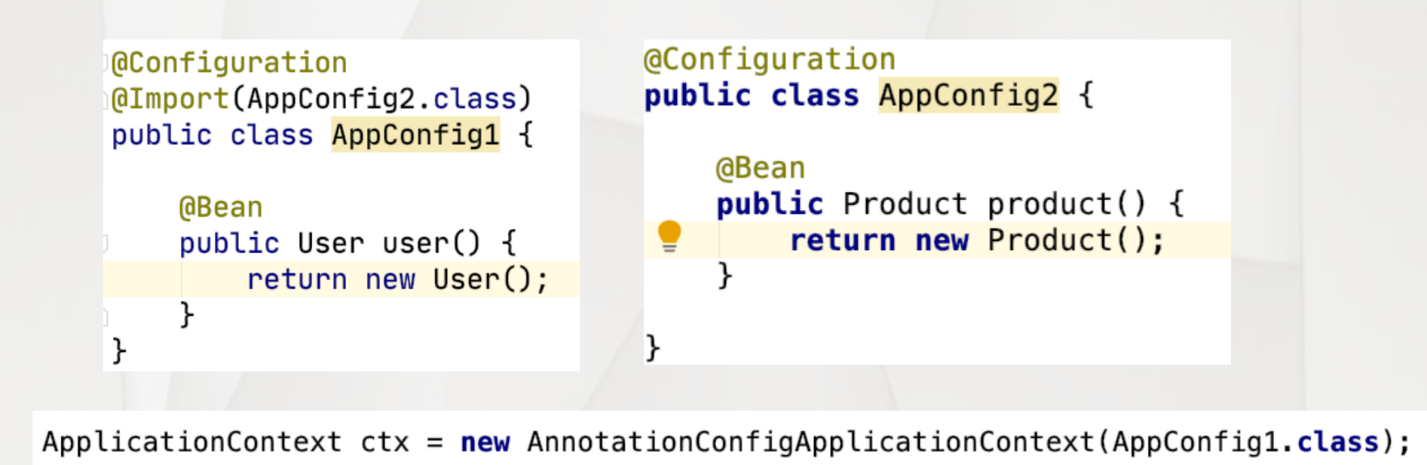 @Configuration
@Import(AppConfig2.class)
public class AppConfig1 {
@Bean
public User user() {
return new User();
}
}
@Configuration
public class AppConfig2 {
@Bean
public Product product() {
return new Product();
}
}
ApplicationContext ctx = new AnnotationConfigApplicationContext(AppConfig1.class);